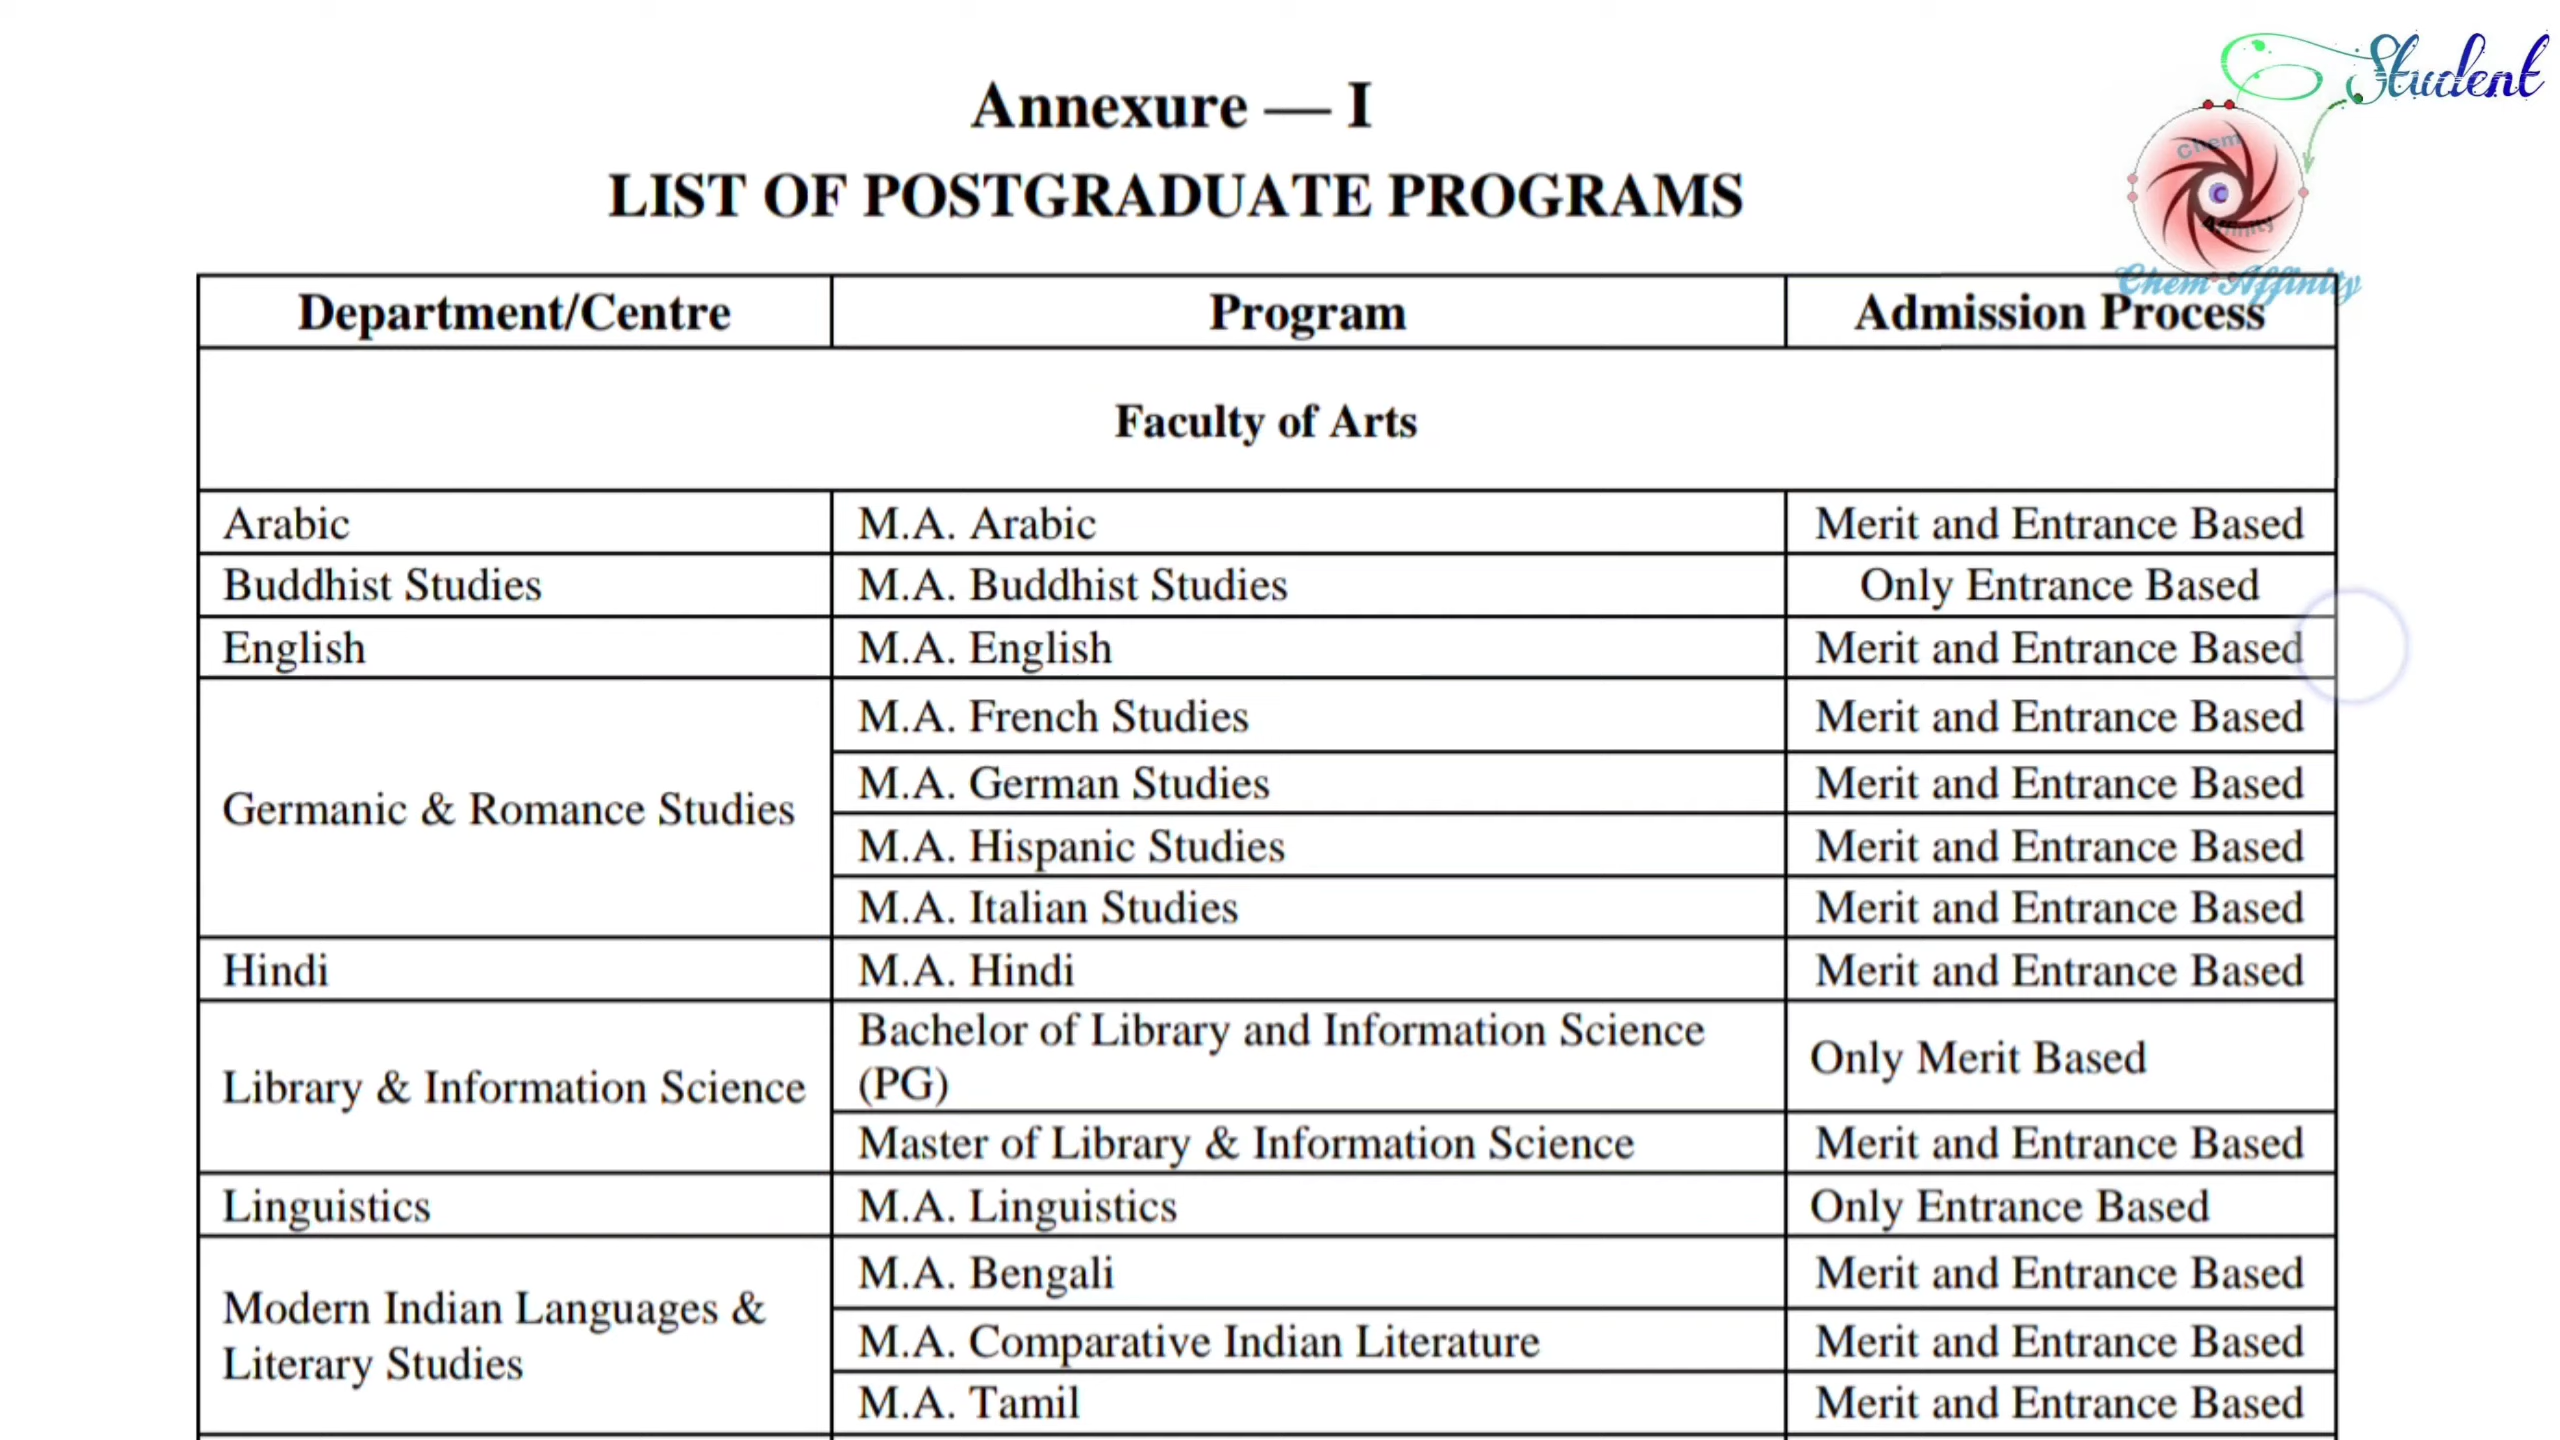 Student
Chem
Affinity
Chem Affinity
Annexure — I
LIST OF POSTGRADUATE PROGRAMS
Department/Centre Program Admission Process
Faculty of Arts
Arabic M.A. Arabic Merit and Entrance Based
Buddhist Studies M.A. Buddhist Studies Only Entrance Based
English M.A. English Merit and Entrance Based
Germanic & Romance Studies M.A. French Studies Merit and Entrance Based
M.A. German Studies Merit and Entrance Based
M.A. Hispanic Studies Merit and Entrance Based
M.A. Italian Studies Merit and Entrance Based
Hindi M.A. Hindi Merit and Entrance Based
Library & Information Science Bachelor of Library and Information Science
(PG) Only Merit Based
Master of Library & Information Science Merit and Entrance Based
Linguistics M.A. Linguistics Only Entrance Based
Modern Indian Languages &
Literary Studies M.A. Bengali Merit and Entrance Based
M.A. Comparative Indian Literature Merit and Entrance Based
M.A. Tamil Merit and Entrance Based